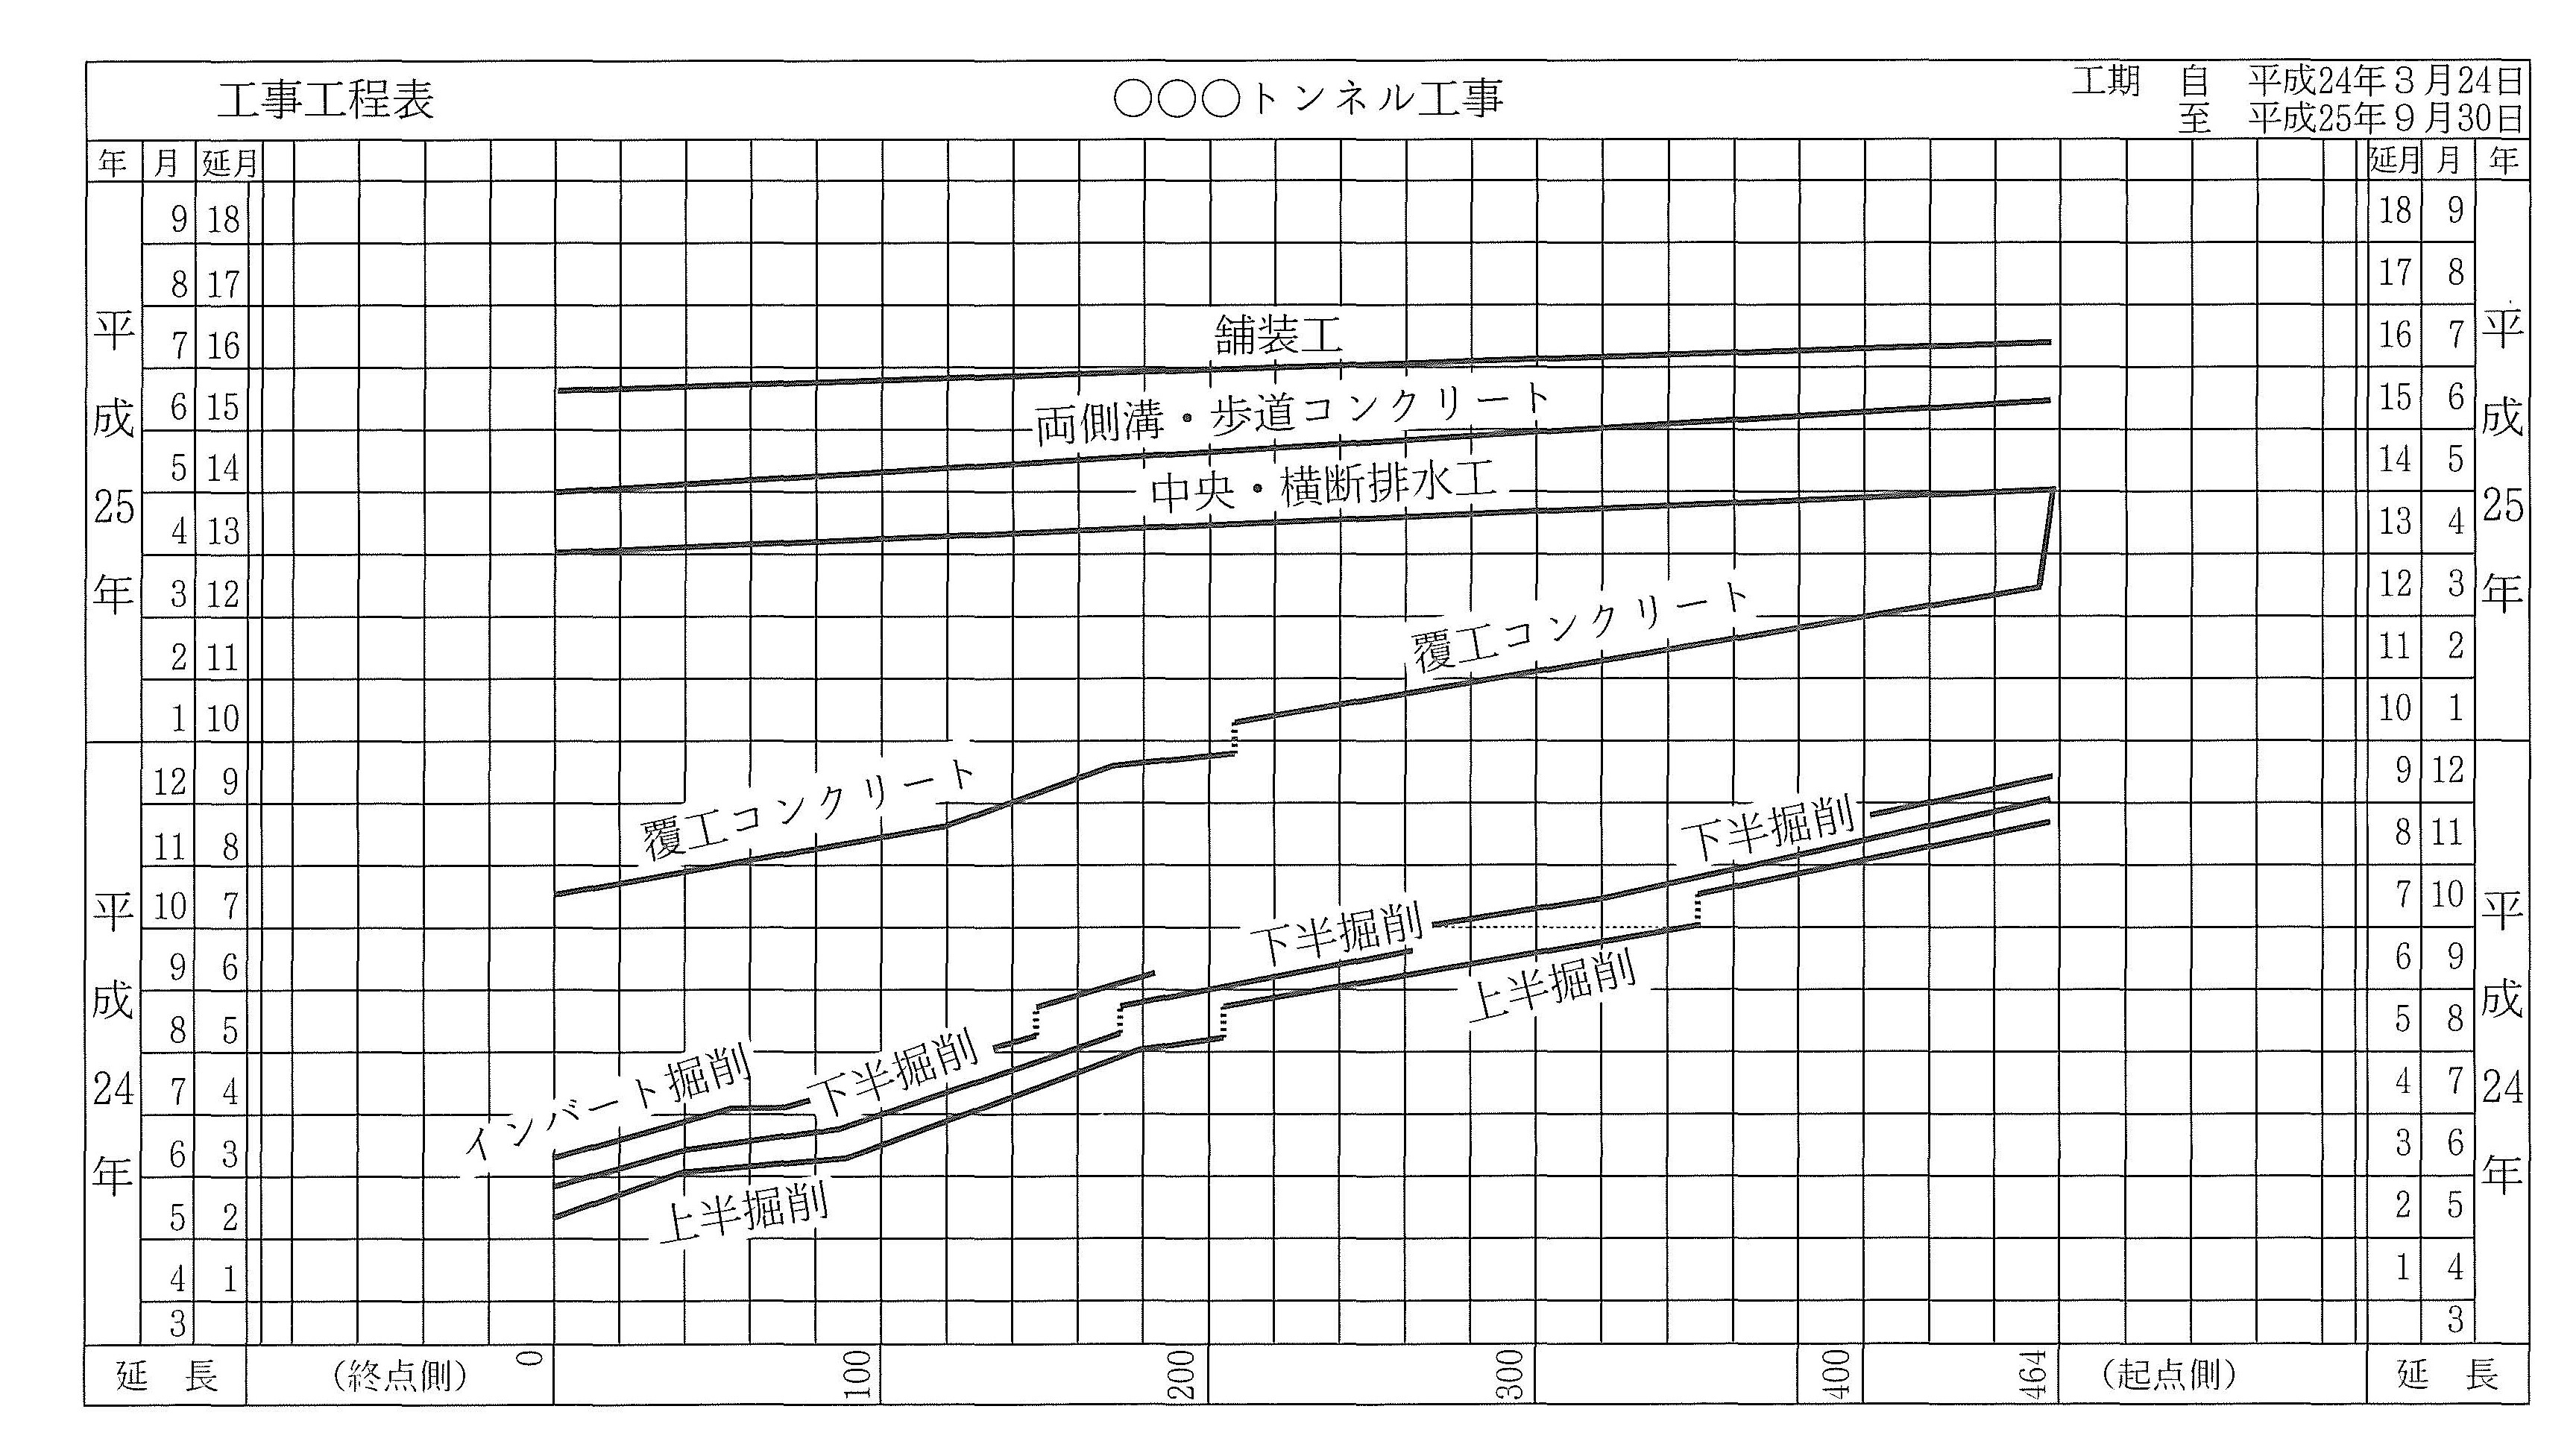 工事工程表 ○○○トンネル工事 工期 自 平成24年3月24日
至 平成25年9月30日
年 月 延月 延月 月 年
9 18 18 9
8 17 17 8
7 16 舗装工 16 7
6 15 両側溝・歩道コンクリート 15 6
5 14 中央・横断排水工 14 5
4 13 13 4
3 12 12 3
2 11 覆工コンクリート 11 2
1 10 10 1
平成25年 平成25年
12 9 覆工コンクリート 9 12
11 8 下半掘削 8 11
10 7 下半掘削 7 10
9 6 上半掘削 6 9
8 5 下半掘削 5 8
7 4 インバート掘削 4 7
6 3 3 6
5 2 上半掘削 2 5
4 1 1 4
3 3
平成24年 平成24年
延長 (終点側) 0 100 200 300 400 464 (起点側) 延長